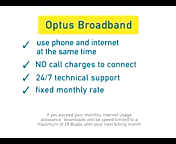 Optus Broadband
✓ use phone and internet
at the same time
✓ NO call charges to connect
✓ 24/7 technical support
✓ fixed monthly rate
If you exceed your monthly internet usage
allowance, downloads will be speed limited to a
maximum of 28.8kpbs until your next billing month